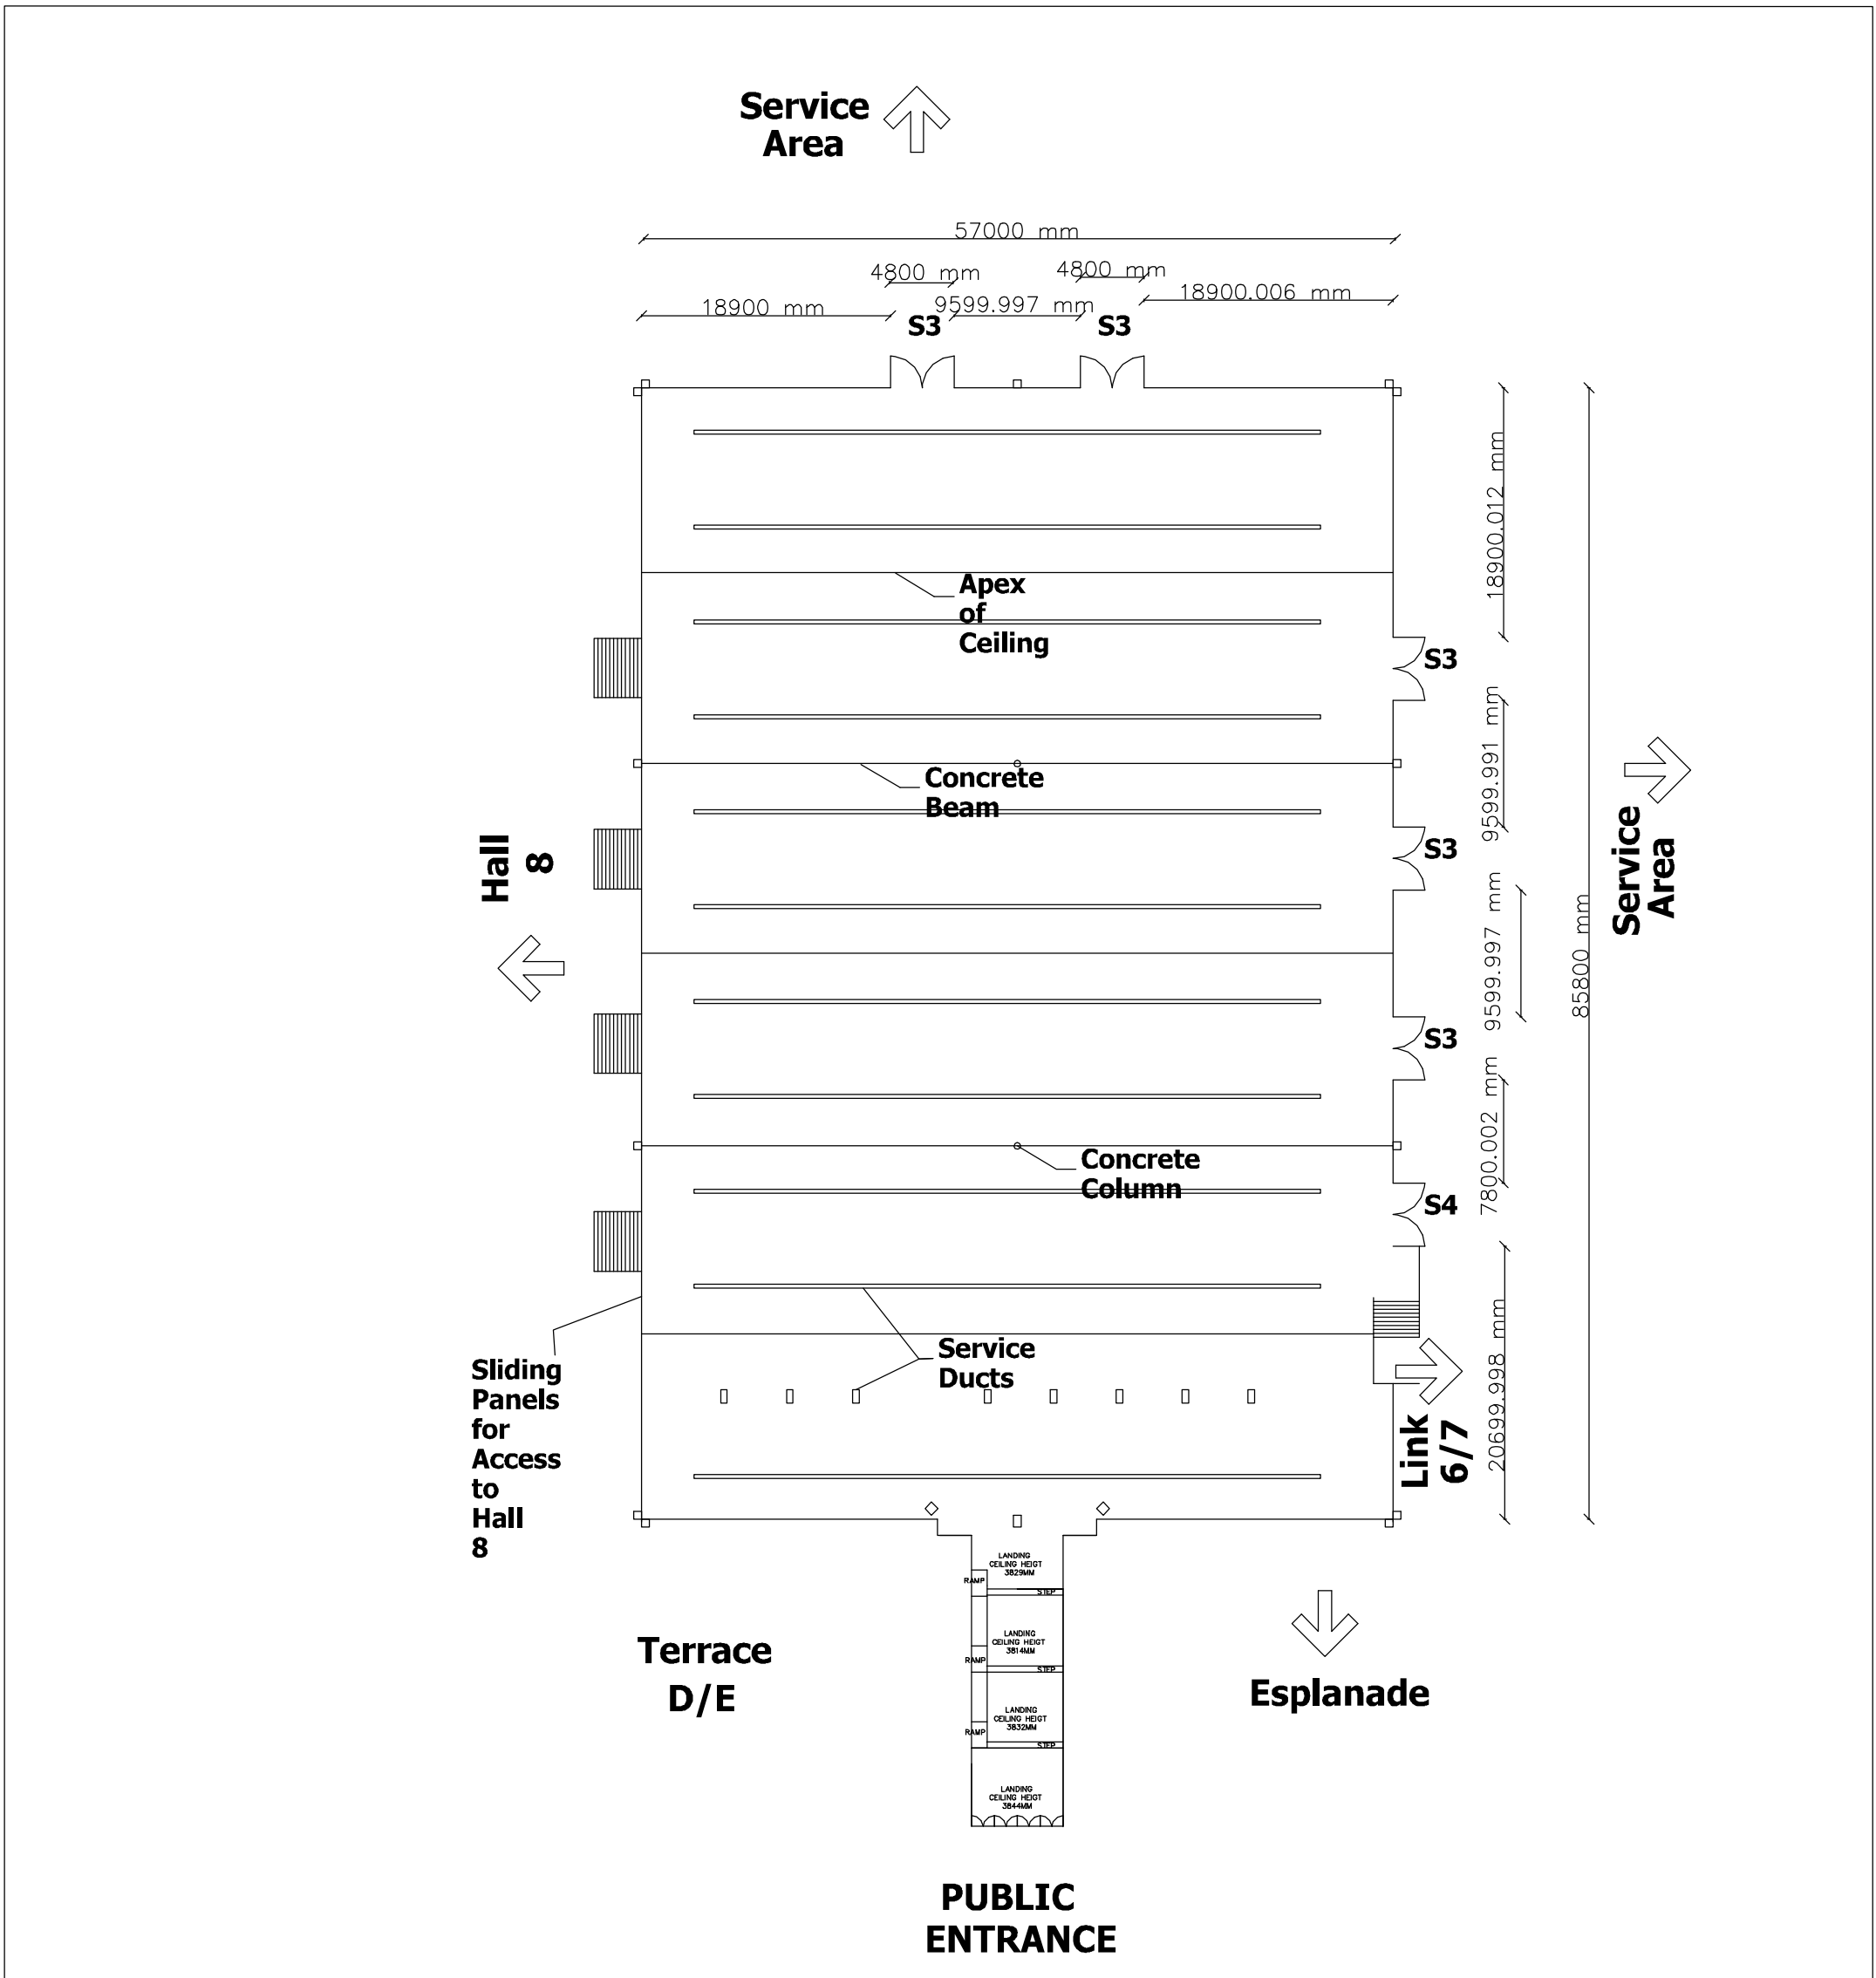 Service
Area
57000 mm
4800 mm
4800 mm
18900.006 mm
18900 mm
9599.997 mm
S3
S3
18900.012 mm
Apex
of
Ceiling
S3
9599.991 mm
Concrete
Beam
Hall
8
S3
Service
Area
9599.997 mm
85800 mm
S3
7800.002 mm
Concrete
Column
S4
20699.998 mm
Service
Ducts
Sliding
Panels
for
Access
to
Hall
8
Link
6/7
LANDING
CEILING HEIGT
3829MM
RAMP
STEP
LANDING
CEILING HEIGT
3814MM
RAMP
STEP
LANDING
CEILING HEIGT
3832MM
RAMP
STEP
LANDING
CEILING HEIGT
3844MM
Terrace
D/E
Esplanade
PUBLIC
ENTRANCE